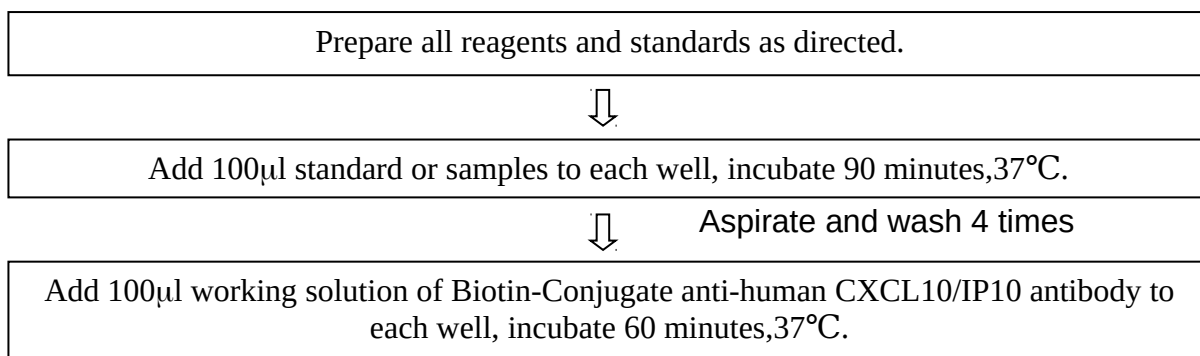 Prepare all reagents and standards as directed.
Add 100μl standard or samples to each well, incubate 90 minutes,37℃.
Aspirate and wash 4 times
Add 100μl working solution of Biotin-Conjugate anti-human CXCL10/IP10 antibody to
each well, incubate 60 minutes,37℃.